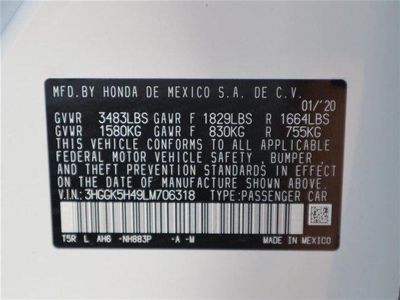 MFD.BY HONDA DE MEXICO S.A. DE C.V.
01/'20
GVWR 3483LBS GAWR F 1829LBS R 1664LBS
GVWR 1580KG GAWR F 830KG R 755KG
THIS VEHICLE CONFORMS TO ALL APPLICABLE
FEDERAL MOTOR VEHICLE SAFETY, BUMPER,
AND THEFT PREVENTION STANDARDS IN EFFECT
ON THE DATE OF MANUFACTURE SHOWN ABOVE.
V.I.N:3HGGK5H49LM706318 TYPE:PASSENGER CAR
T5R L AH6 -NH883P -A -M MADE IN MEXICO